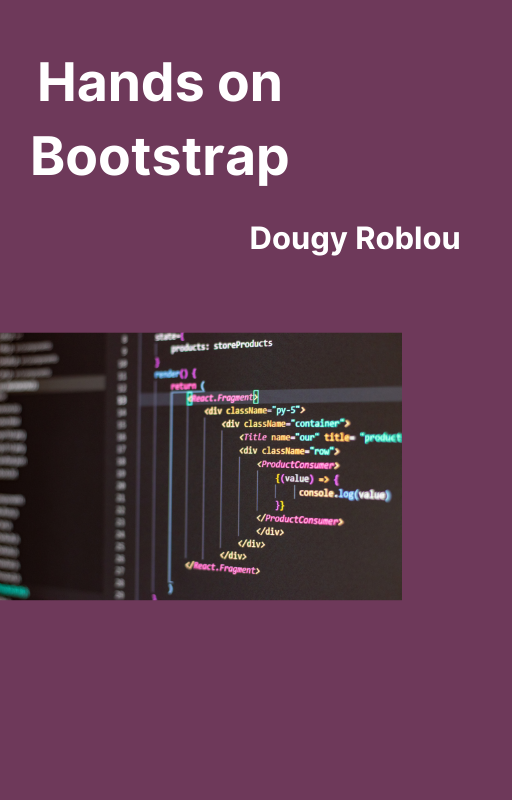 Hands on
Bootstrap
Dougy Roblou
state={
products: storeProducts
}
render() {
return (
<React.Fragment>
<div className="py-5">
<div className="container">
<Title name="our" title= "product
<div className="row">
<ProductConsumer>
{(value) => {
console.log(value)
}}
</ProductConsumer>
</div>
</div>
</div>
</React.Fragment>
)
}